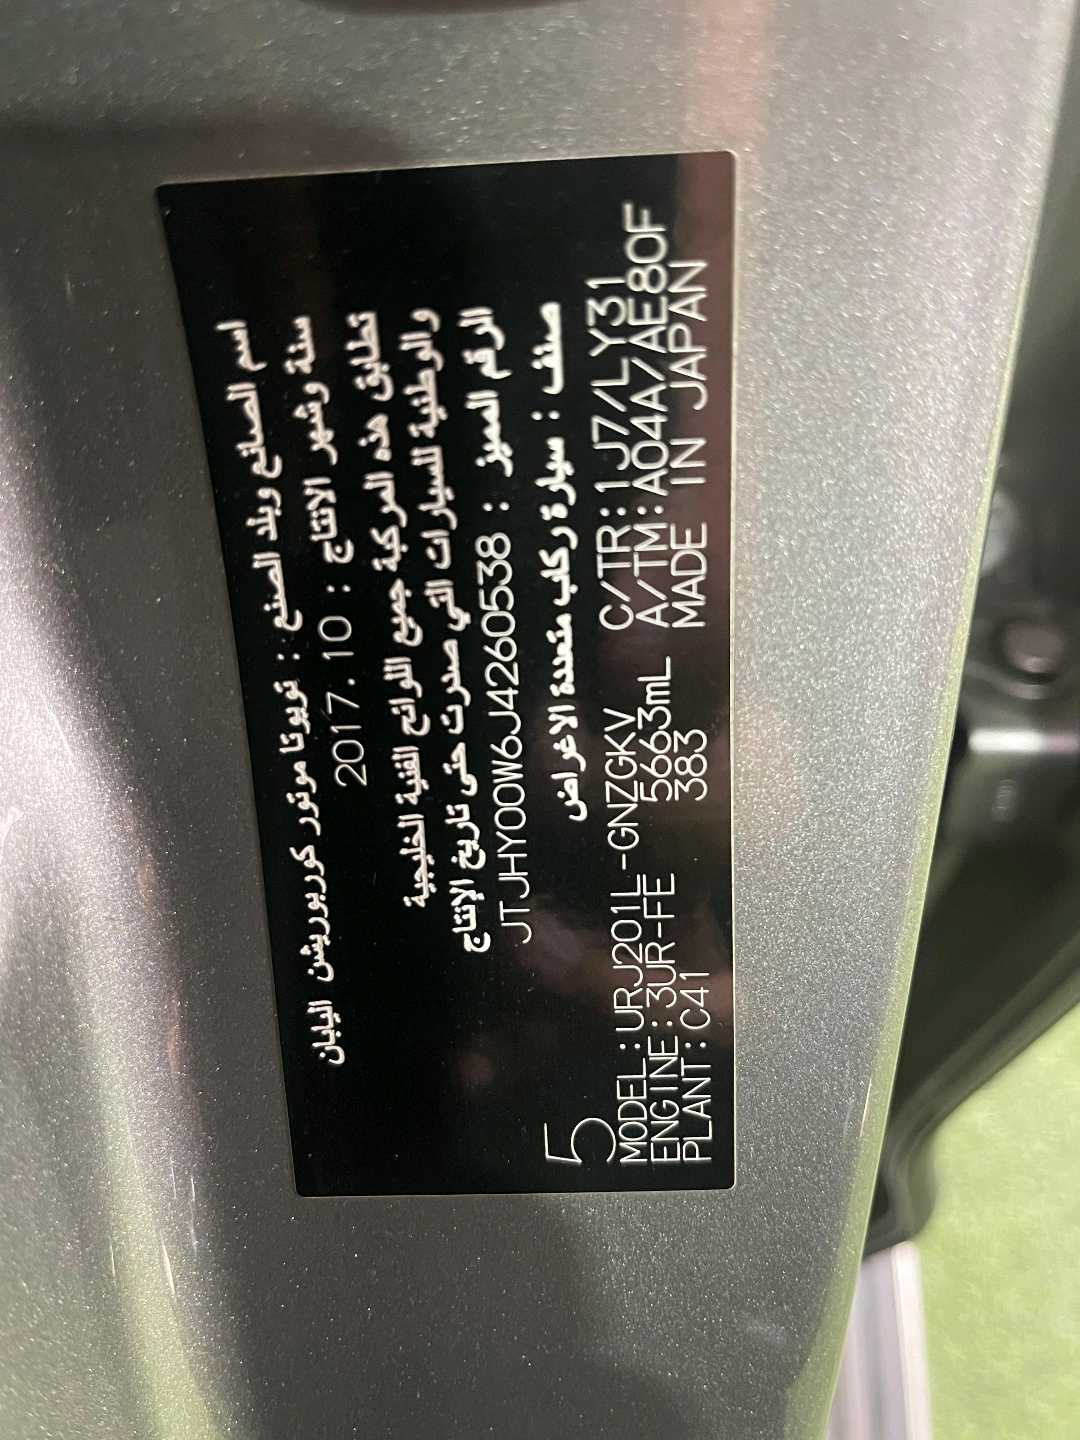 اسم الصانع وبلد الصنع : تويوتا موتور كوربوريشن اليابان
سنة وشهر الانتاج : 2017.10
تطابق هذه المركبة جميع اللوائح الفنية الخليجية
والوطنية للسيارات التي صدرت حتى تاريخ الإنتاج
الرقم المميز : JTJHY00W6J4260538
صنف : سيارة ركاب متعددة الاغراض
5
MODEL:URJ201L-GNZGKV C/TR:1J7/LY31
ENGINE:3UR-FE 5663mL A/TM:A04A/AE80F
PLANT:C41 383 MADE IN JAPAN